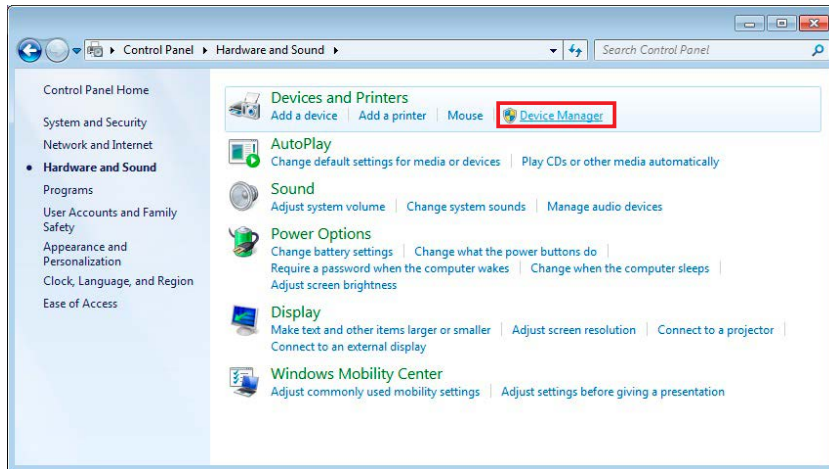 Control Panel Hardware and Sound Search Control Panel
Control Panel Home
System and Security
Network and Internet
Hardware and Sound
Programs
User Accounts and Family
Safety
Appearance and
Personalization
Clock, Language, and Region
Ease of Access
Devices and Printers
Add a device Add a printer Mouse Device Manager
AutoPlay
Change default settings for media or devices Play CDs or other media automatically
Sound
Adjust system volume Change system sounds Manage audio devices
Power Options
Change battery settings Change what the power buttons do
Require a password when the computer wakes Change when the computer sleeps
Adjust screen brightness
Display
Make text and other items larger or smaller Adjust screen resolution Connect to a projector
Connect to an external display
Windows Mobility Center
Adjust commonly used mobility settings Adjust settings before giving a presentation